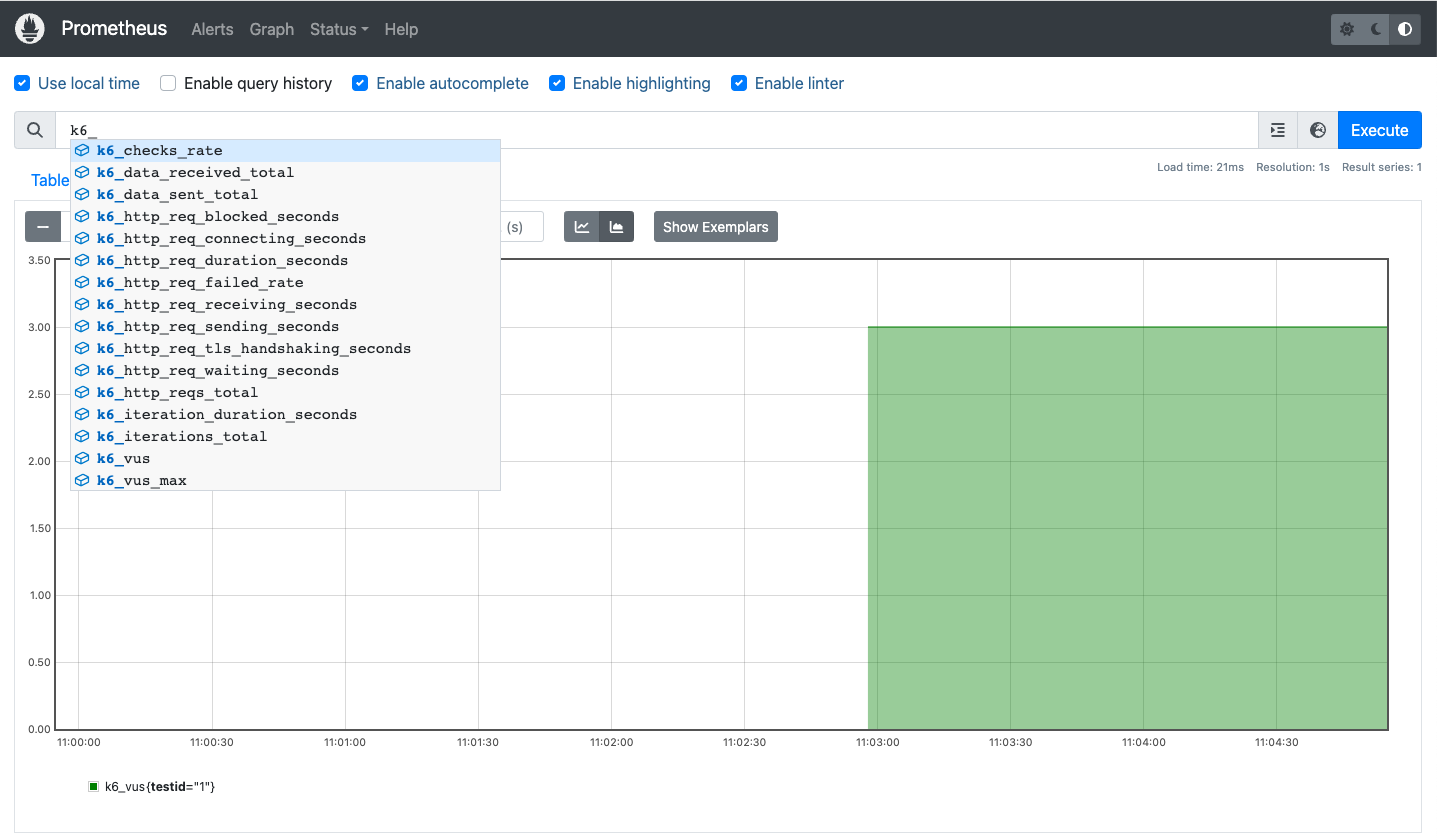 Prometheus Alerts Graph Status Help
Use local time Enable query history Enable autocomplete Enable highlighting Enable linter
k6_ Execute
k6_checks_rate
Load time: 21ms Resolution: 1s Result series: 1
k6_data_received_total
Table
k6_data_sent_total
k6_http_req_blocked_seconds
(s) Show Exemplars
k6_http_req_connecting_seconds
k6_http_req_duration_seconds
k6_http_req_failed_rate
k6_http_req_receiving_seconds
k6_http_req_sending_seconds
k6_http_req_tls_handshaking_seconds
k6_http_req_waiting_seconds
k6_http_reqs_total
k6_iteration_duration_seconds
k6_iterations_total
k6_vus
k6_vus_max
3.50
3.00
2.50
2.00
1.50
1.00
0.50
0.00
11:00:00 11:00:30 11:01:00 11:01:30 11:02:00 11:02:30 11:03:00 11:03:30 11:04:00 11:04:30
k6_vus{testid="1"}